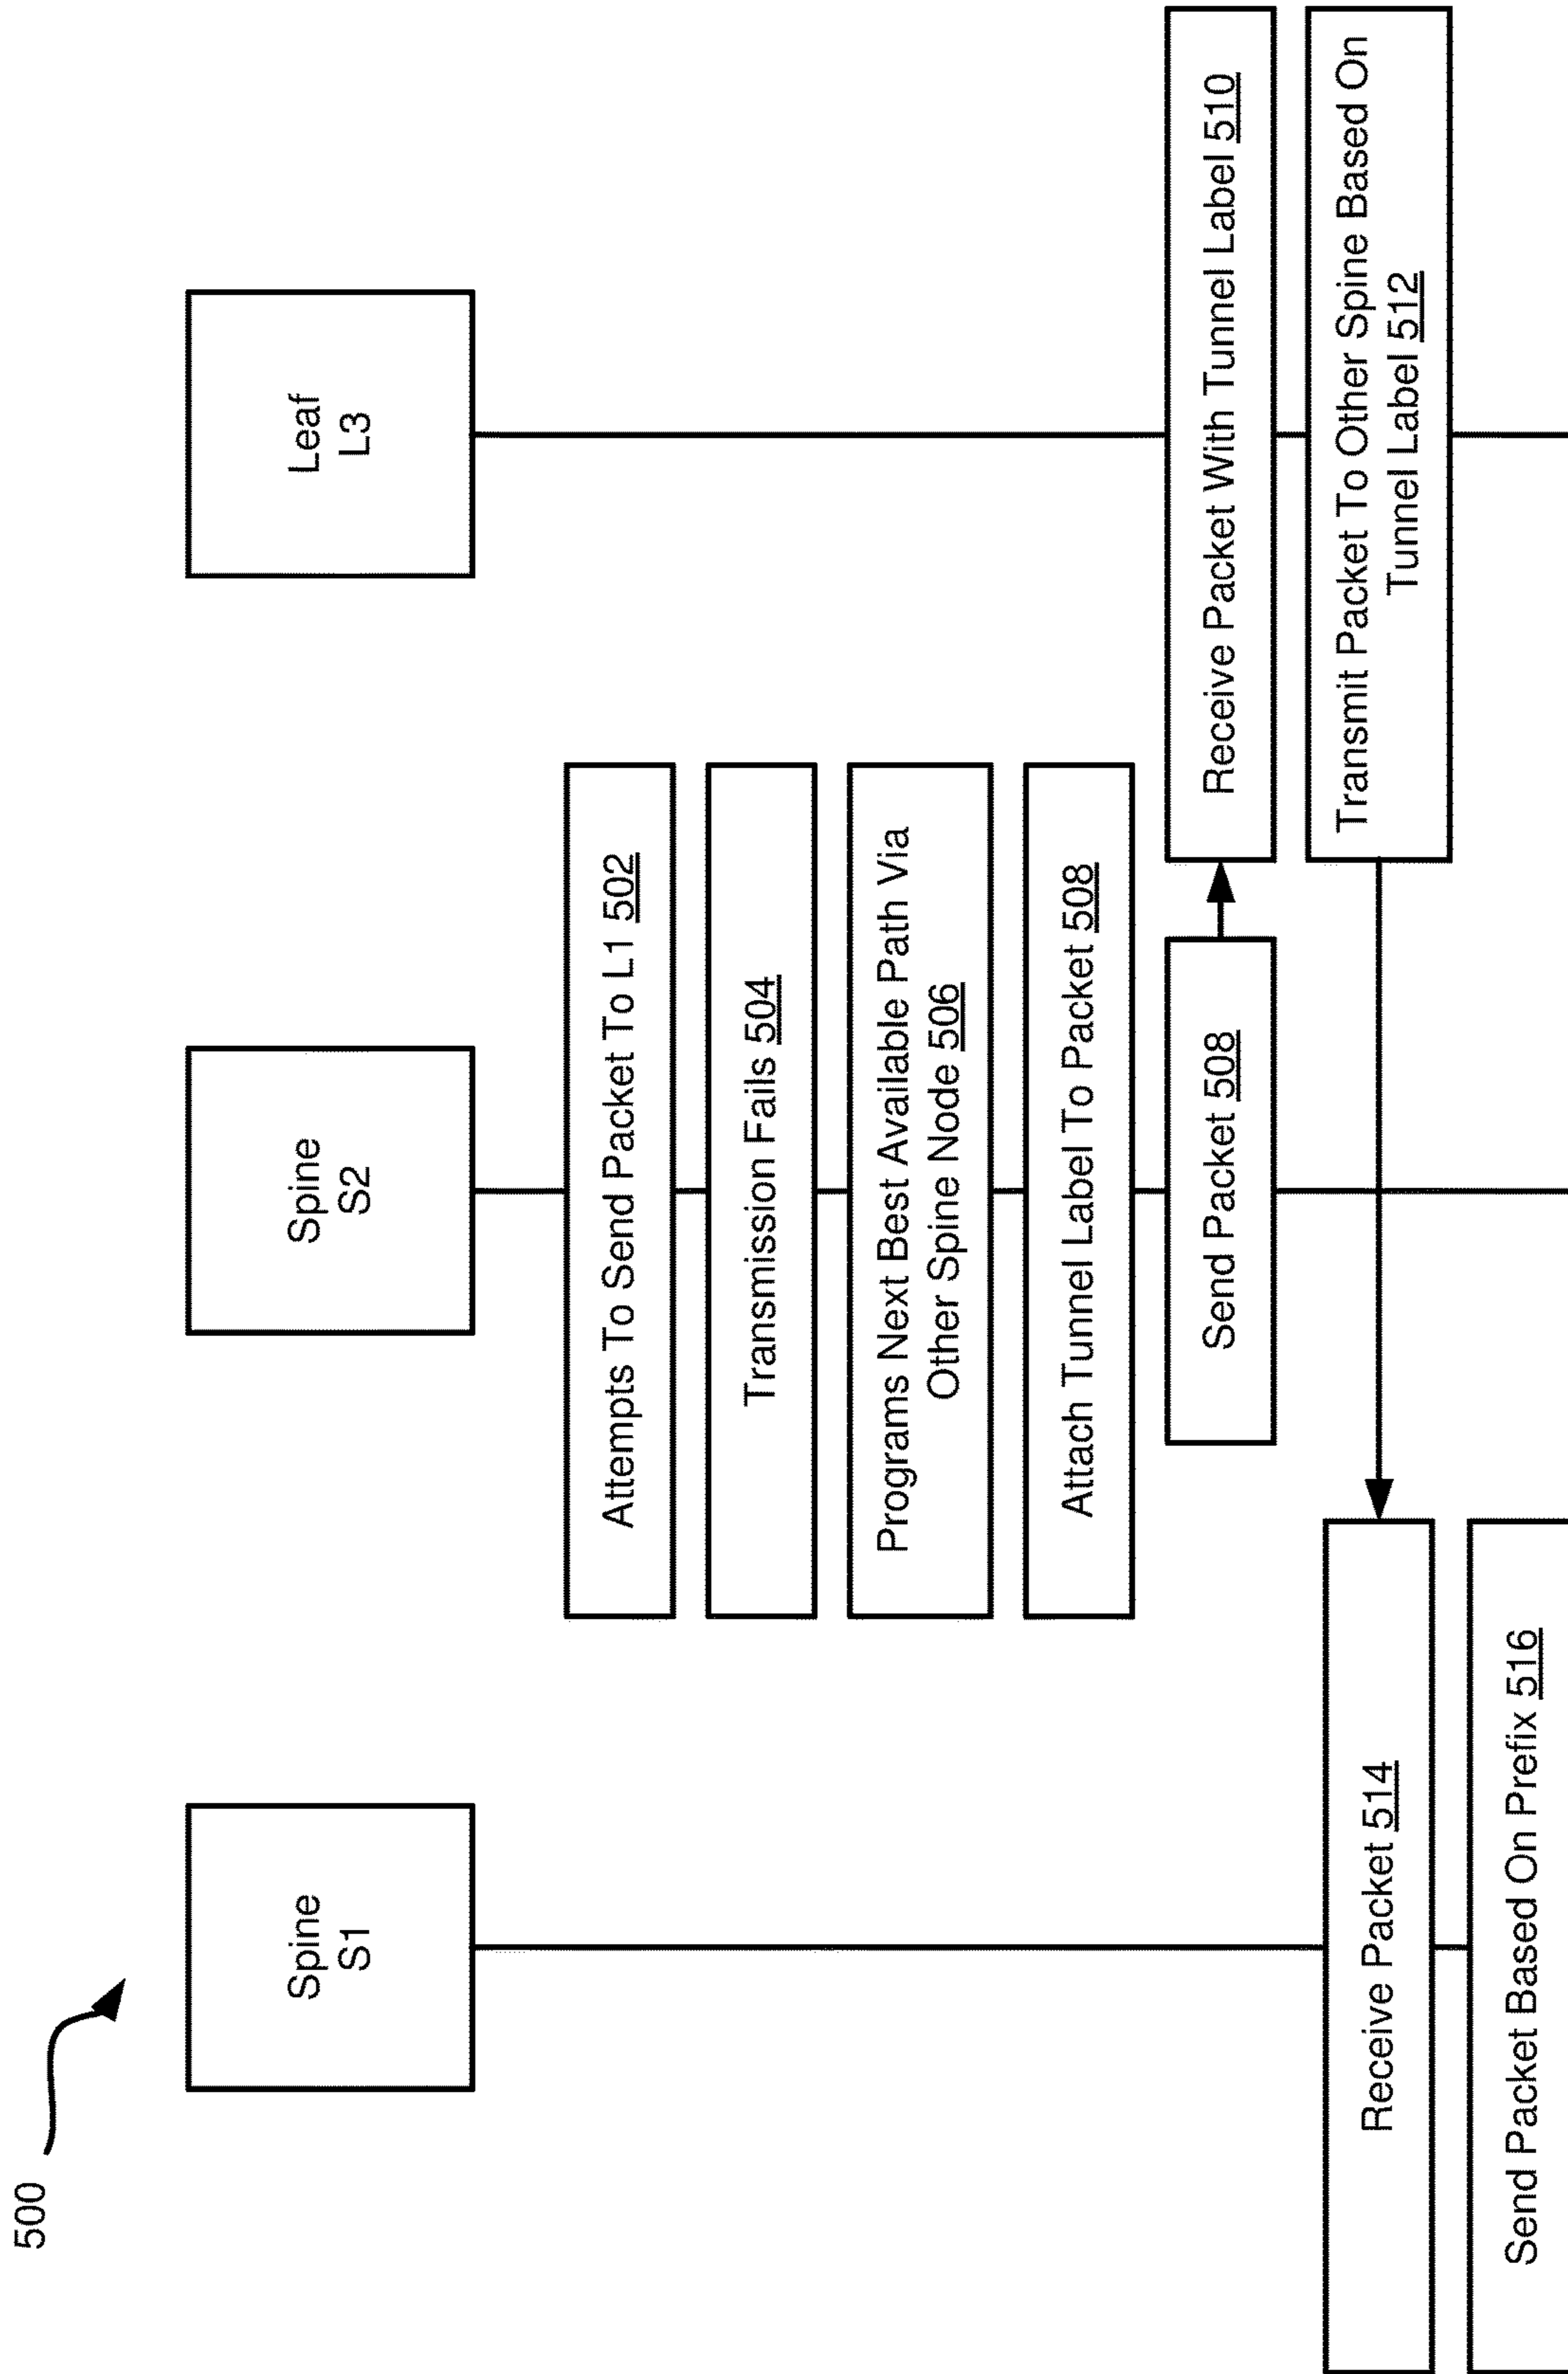 500
Spine
S1
Spine
S2
Leaf
L3
Attempts To Send Packet To L1 502
Transmission Fails 504
Programs Next Best Available Path Via
Other Spine Node 506
Attach Tunnel Label To Packet 508
Send Packet 508
Receive Packet With Tunnel Label 510
Transmit Packet To Other Spine Based On
Tunnel Label 512
Receive Packet 514
Send Packet Based On Prefix 516